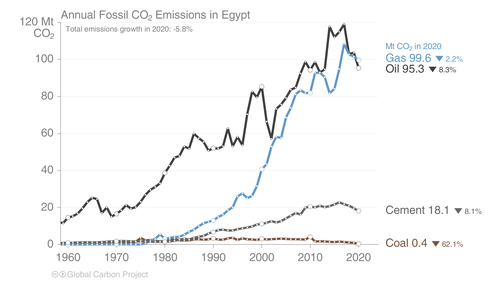 Annual Fossil CO₂ Emissions in Egypt
120 Mt
CO₂
Total emissions growth in 2020: -5.8%
100
80
60
40
20
0
1960 1970 1980 1990 2000 2010 2020
Mt CO₂ in 2020
Gas 99.6 ▼ 2.2%
Oil 95.3 ▼ 8.3%
Cement 18.1 ▼ 8.1%
Coal 0.4 ▼ 62.1%
Global Carbon Project